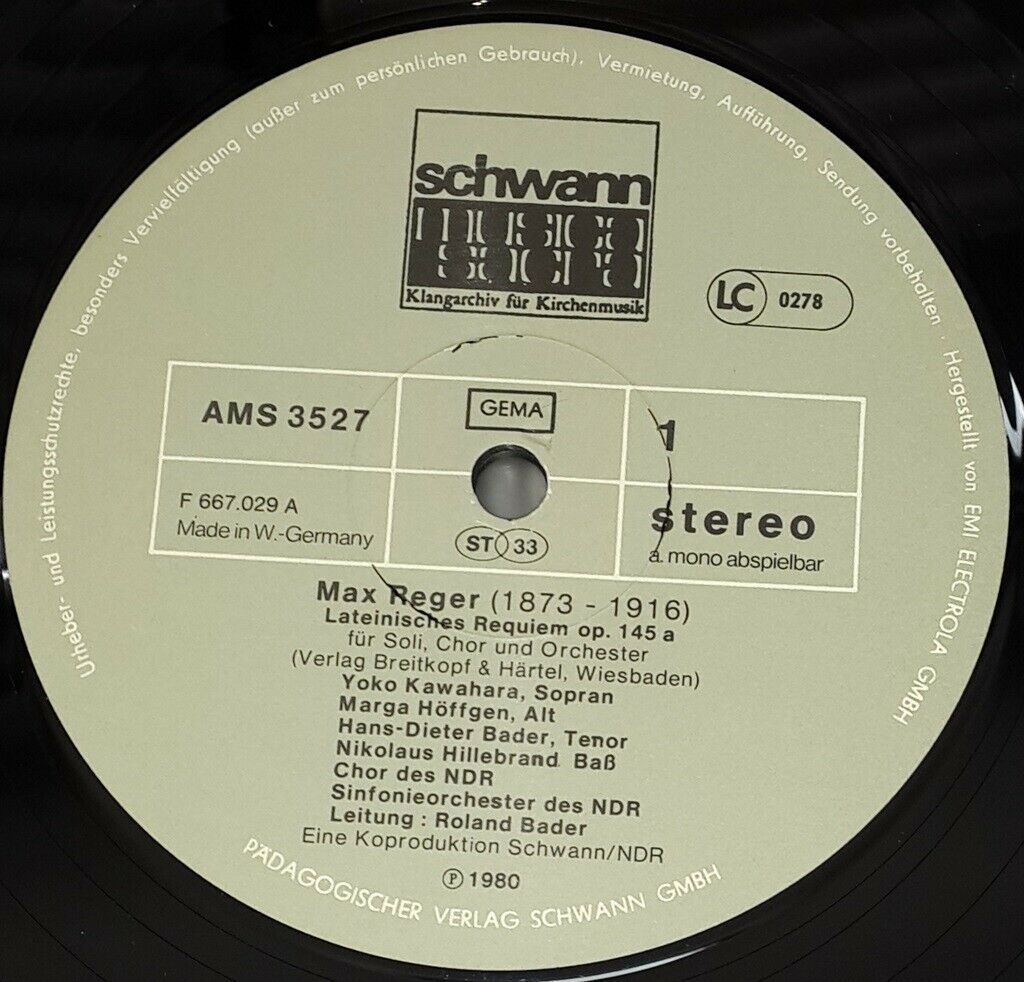 Urheber- und Leistungsschutzrechte, besonders Vervielfältigung (außer zum persönlichen Gebrauch), Vermietung, Aufführung, Sendung vorbehalten. Hergestellt von EMI ELECTROLA GMBH
schwann
Klangarchiv für Kirchenmusik
LC 0278
AMS 3527
GEMA
1
F 667.029 A
Made in W.-Germany
ST 33
stereo
a. mono abspielbar
Max Reger (1873 - 1916)
Lateinisches Requiem op. 145 a
für Soli, Chor und Orchester
(Verlag Breitkopf & Härtel, Wiesbaden)
Yoko Kawahara, Sopran
Marga Höffgen, Alt
Hans-Dieter Bader, Tenor
Nikolaus Hillebrand Baß
Chor des NDR
Sinfonieorchester des NDR
Leitung : Roland Bader
Eine Koproduktion Schwann/NDR
℗ 1980
PÄDAGOGISCHER VERLAG SCHWANN GMBH